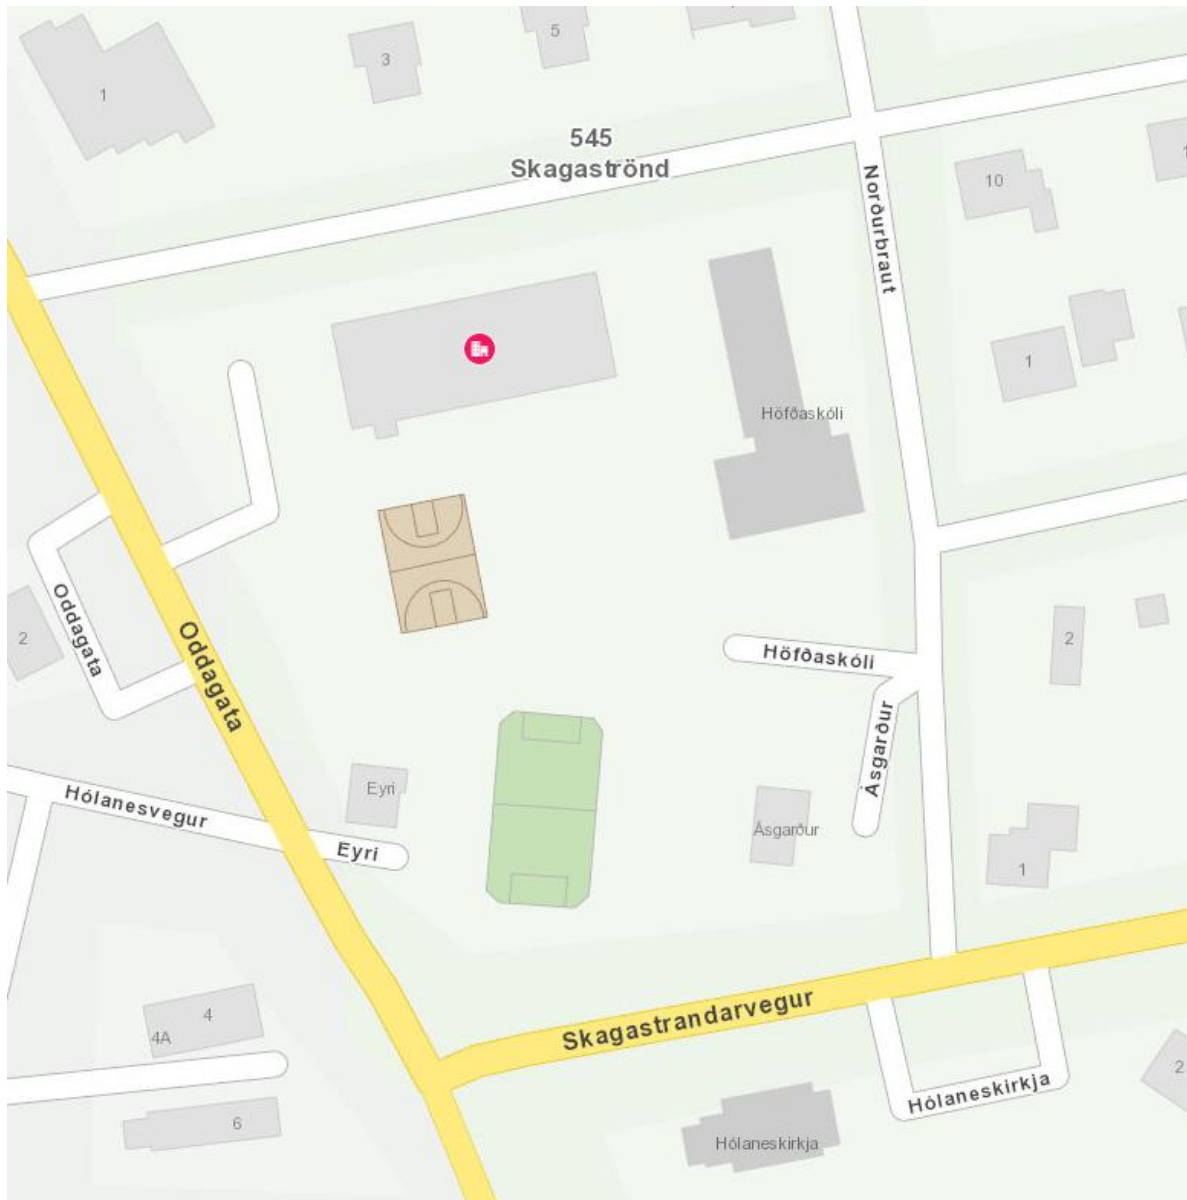 5
3
1
545
Skagaströnd
10
1
Norðurbraut
1
Höfðaskóli
Oddagata
2
Oddagata
2
Höfðaskóli
Ásgarður
Eyri
Hólanesvegur
Ásgarður
Eyri
1
Skagastrandarvegur
4
4A
2
Hólaneskirkja
6
Hólaneskirkja